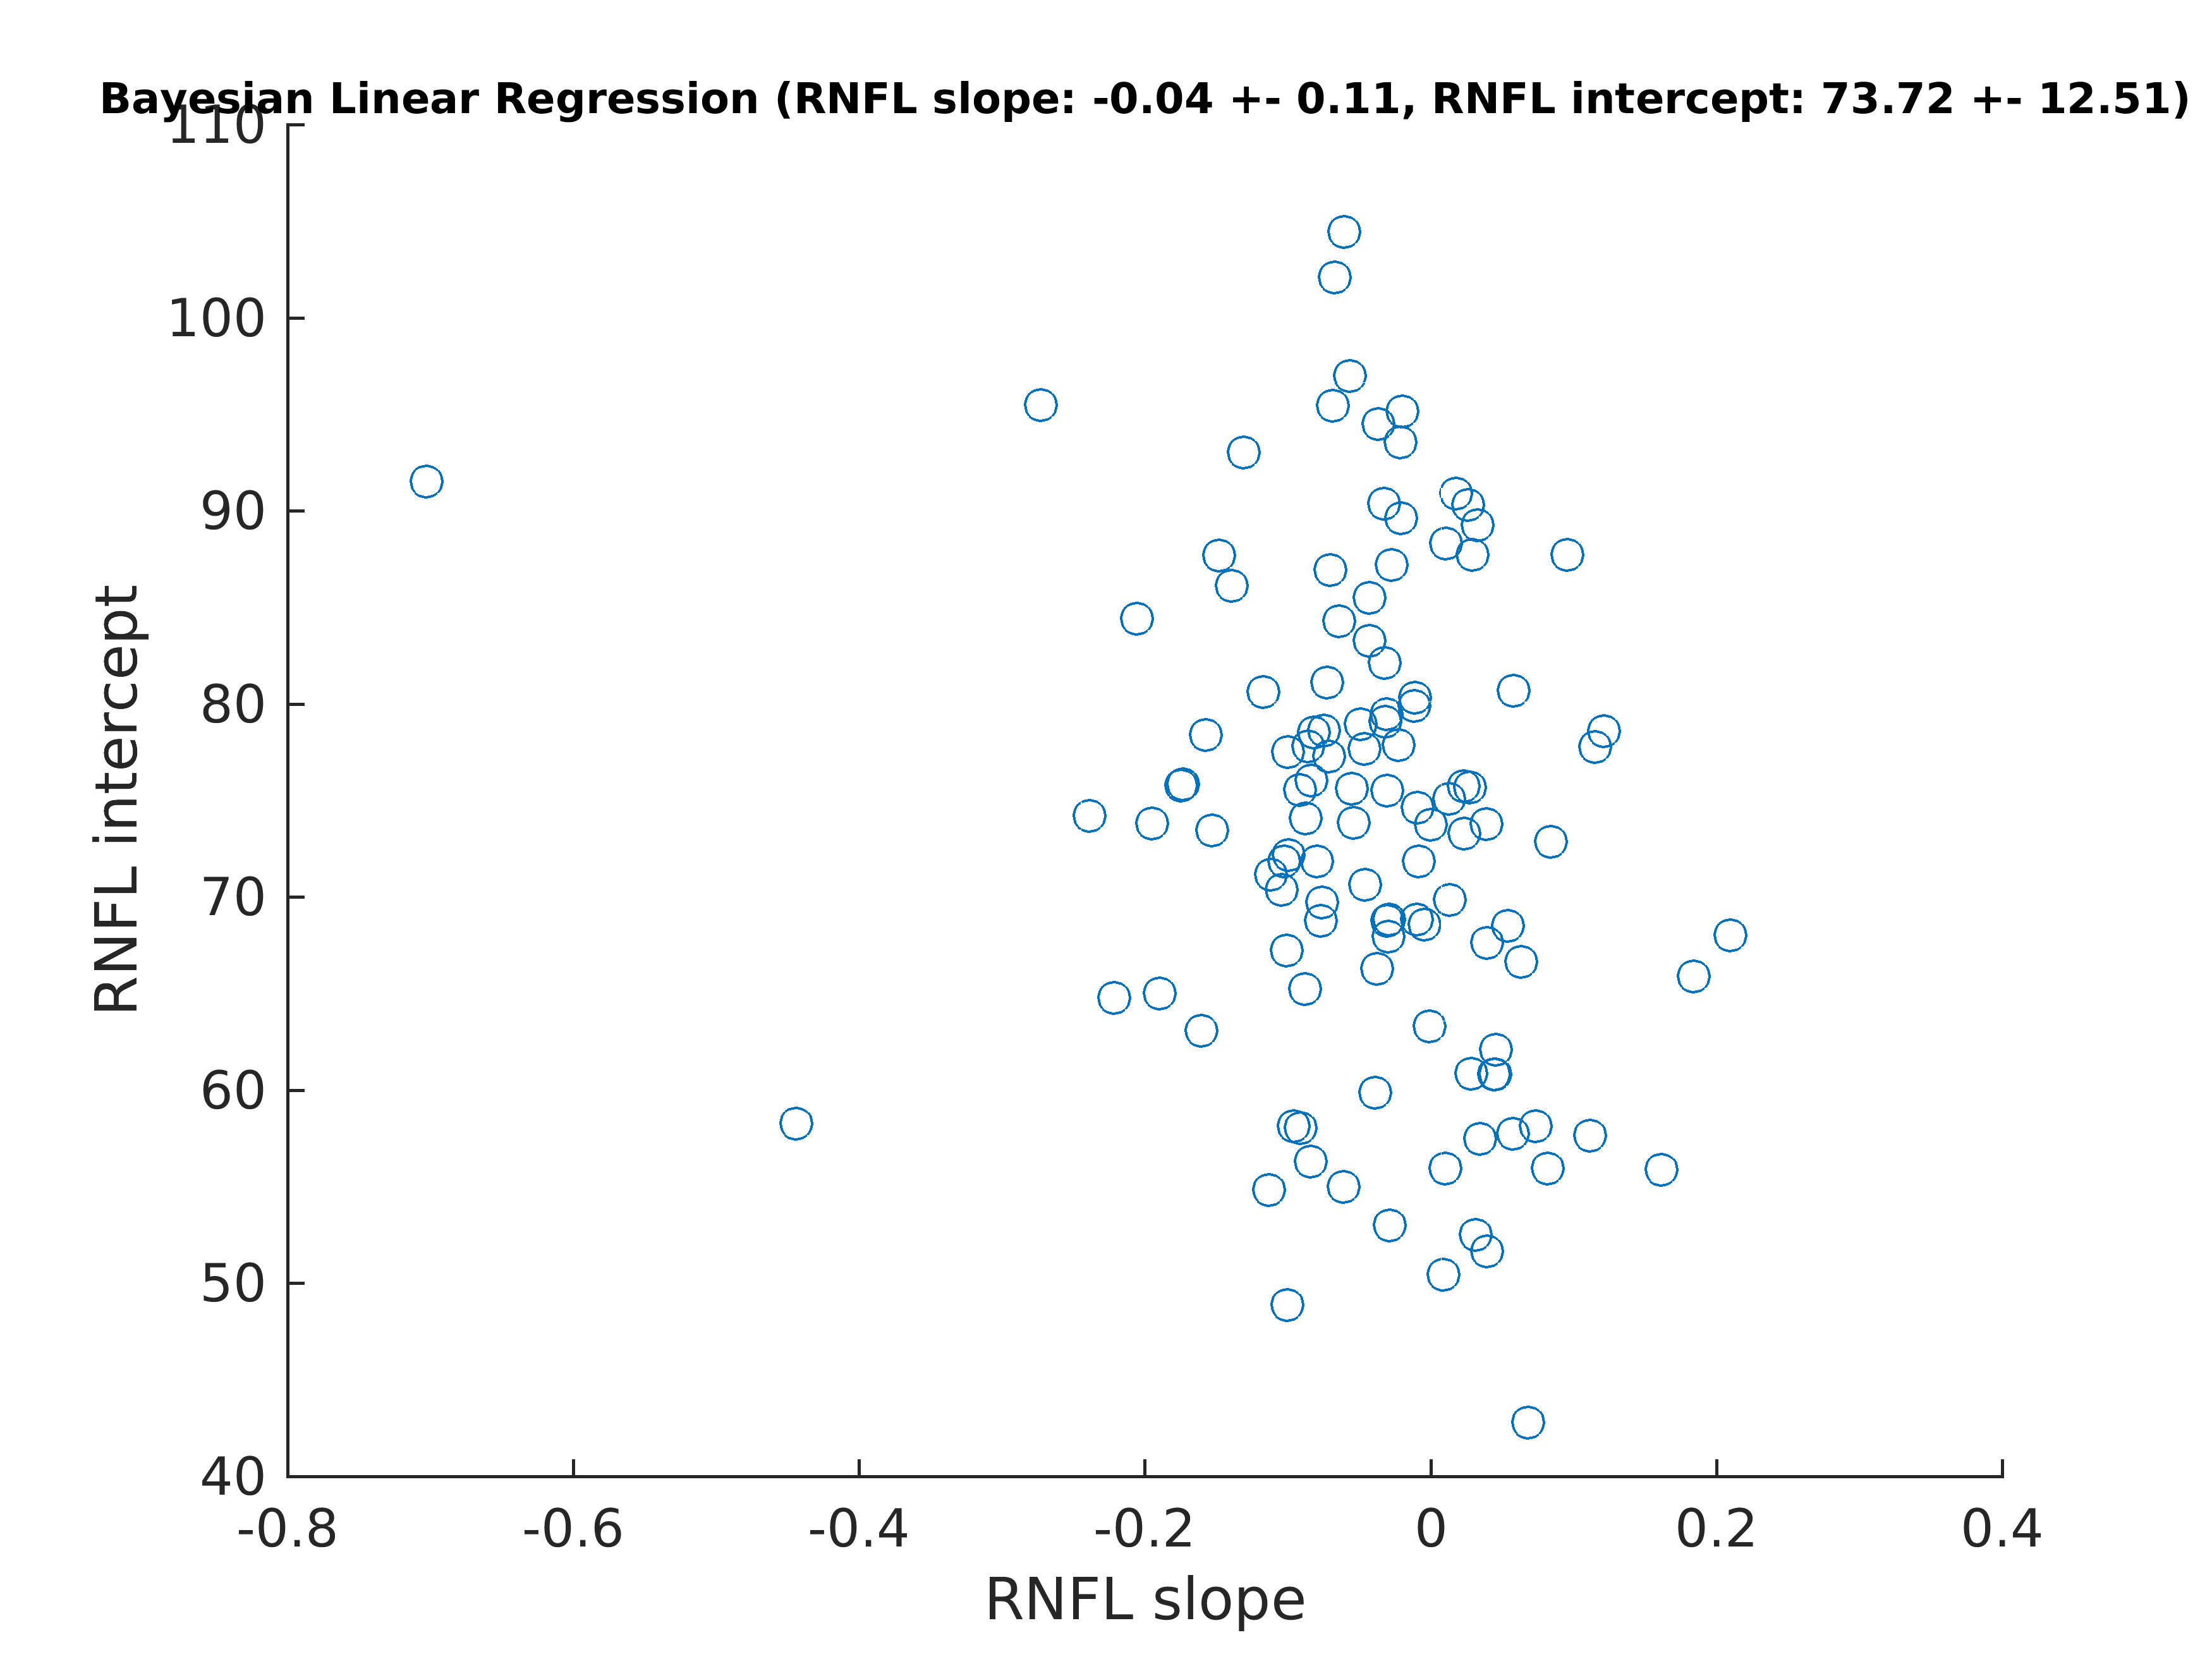 Bayesian Linear Regression (RNFL slope: -0.04 +- 0.11, RNFL intercept: 73.72 +- 12.51)
110
100
90
80
70
60
50
40
RNFL intercept
-0.8 -0.6 -0.4 -0.2 0 0.2 0.4
RNFL slope